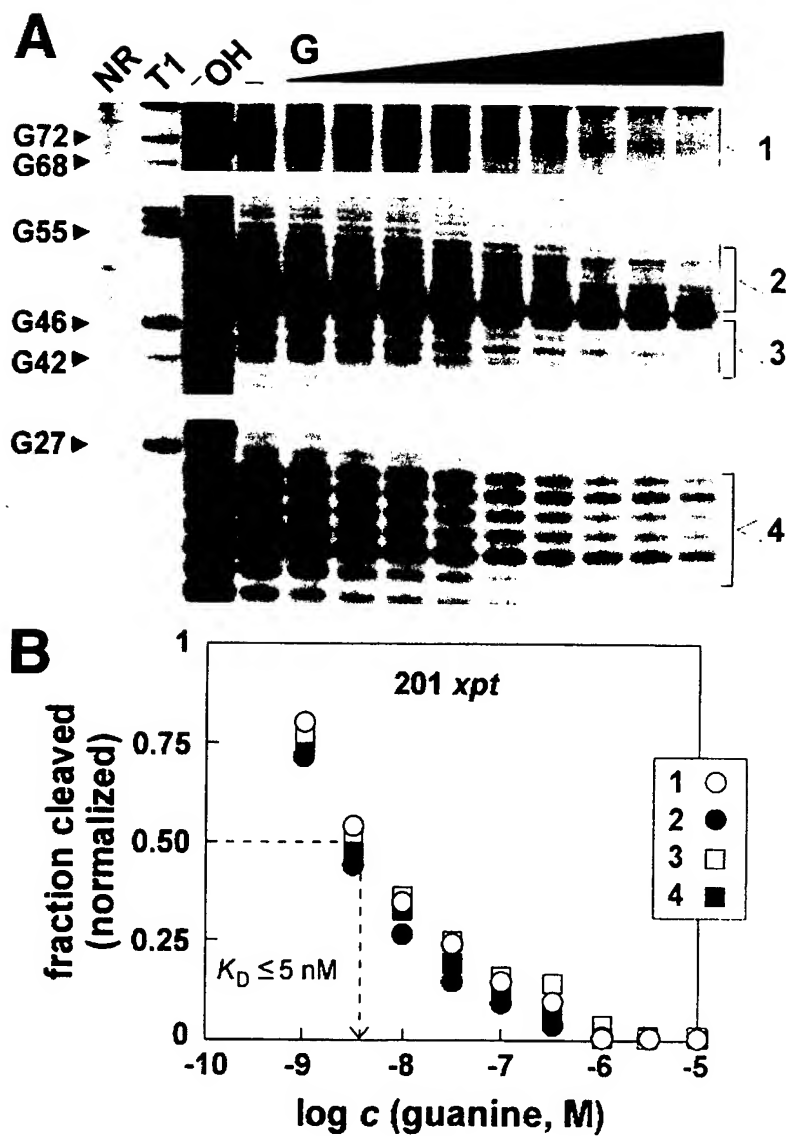 A
NR T1 -OH – G
G72
G68
1
G55
2
G46
3
G42
G27
4
B
1
201 xpt
0.75
0.50
0.25
0
fraction cleaved
(normalized)
KD ≤ 5 nM
1
2
3
4
-10 -9 -8 -7 -6 -5
log c (guanine, M)